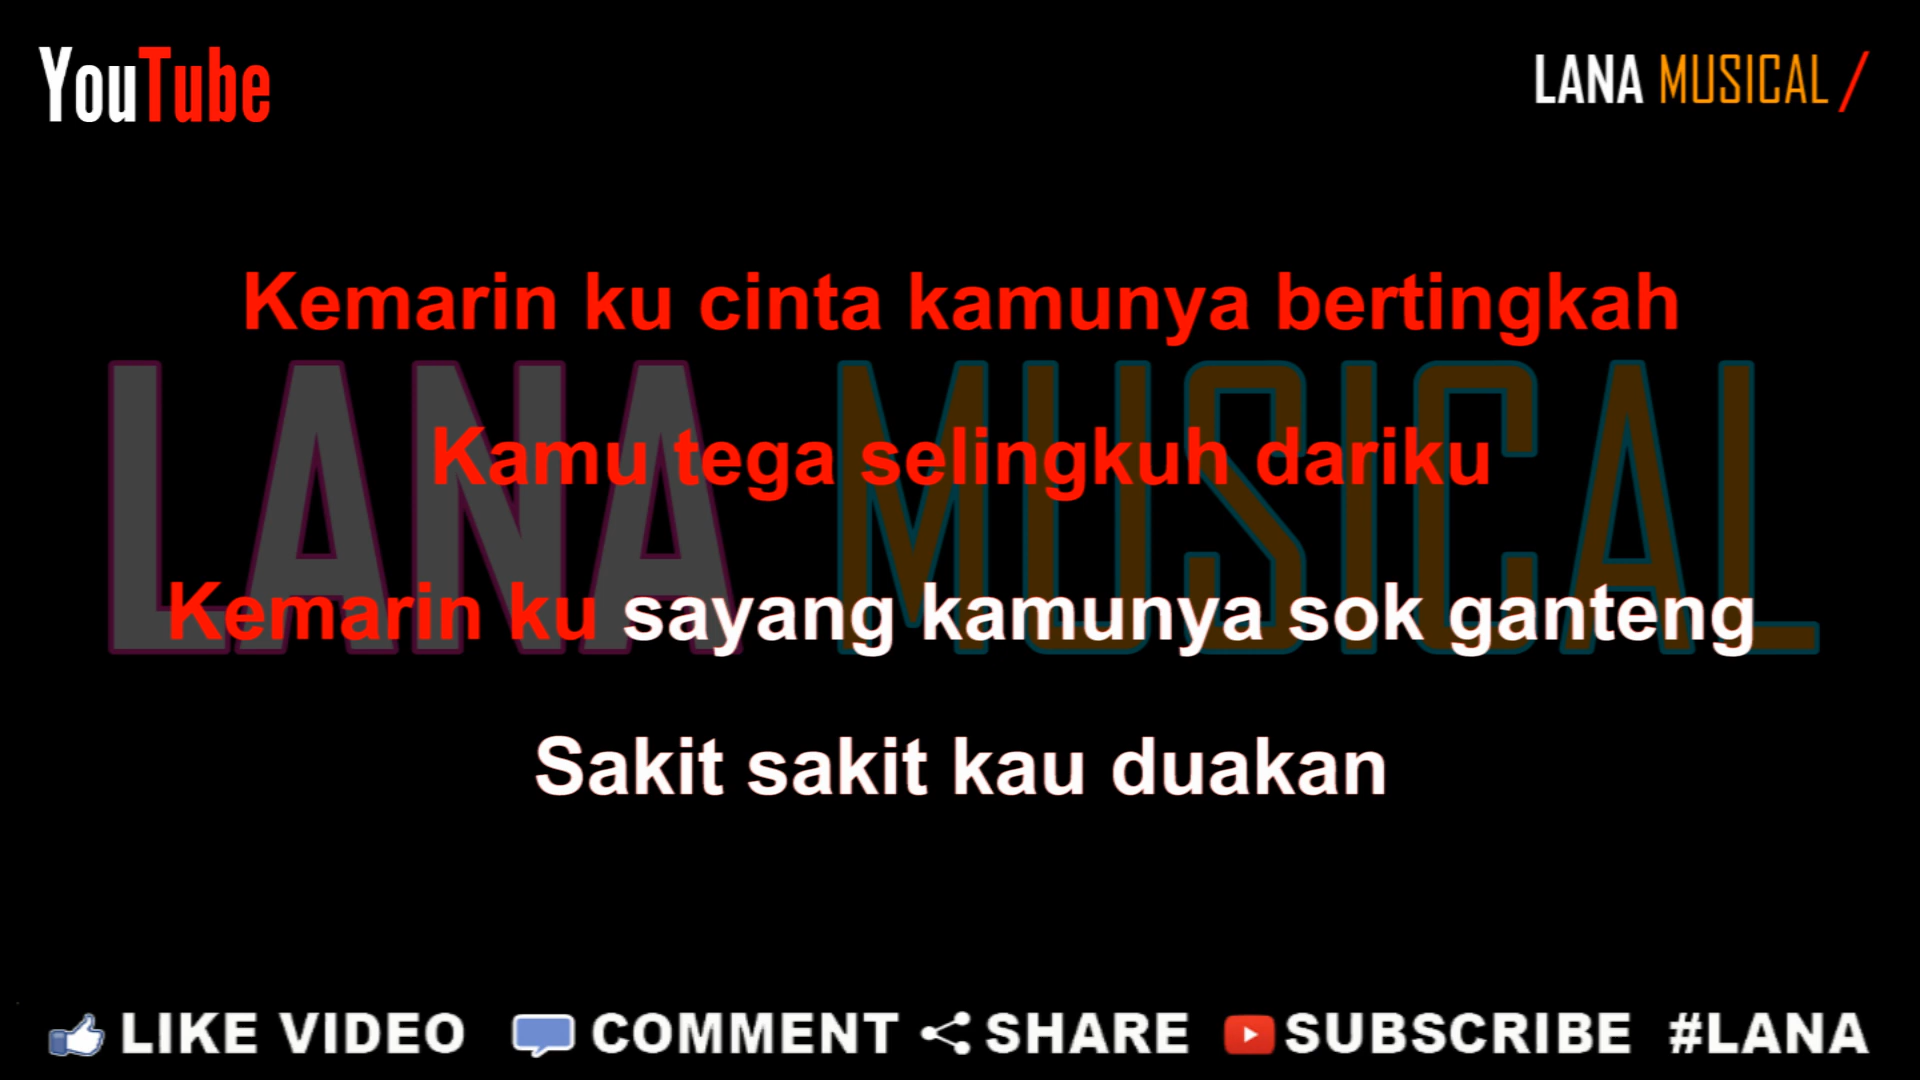 YouTube
LANA MUSICAL /
Kemarin ku cinta kamunya bertingkah
LANA MUSICAL
Kamu tega selingkuh dariku
Kemarin ku sayang kamunya sok ganteng
Sakit sakit kau duakan
LIKE VIDEO COMMENT SHARE SUBSCRIBE #LANA